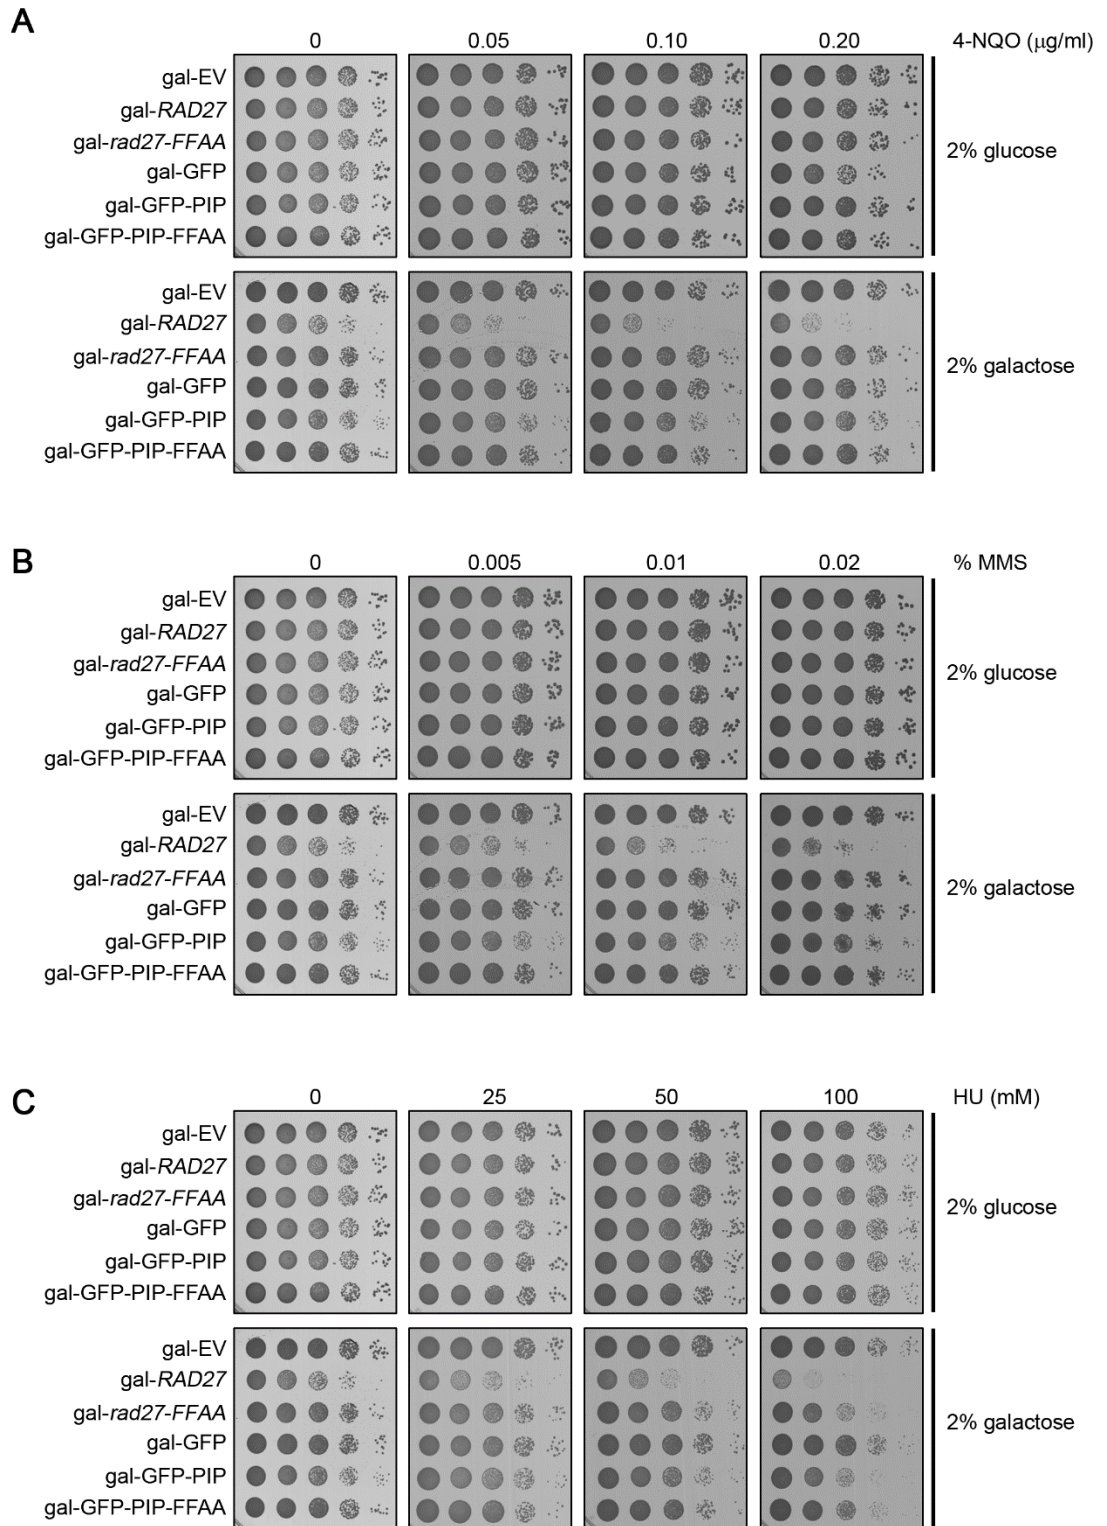 A
0 0.05 0.10 0.20 4-NQO (μg/ml)
gal-EV
gal-RAD27
gal-rad27-FFAA
gal-GFP
gal-GFP-PIP
gal-GFP-PIP-FFAA
2% glucose
gal-EV
gal-RAD27
gal-rad27-FFAA
gal-GFP
gal-GFP-PIP
gal-GFP-PIP-FFAA
2% galactose
B
0 0.005 0.01 0.02 % MMS
gal-EV
gal-RAD27
gal-rad27-FFAA
gal-GFP
gal-GFP-PIP
gal-GFP-PIP-FFAA
2% glucose
gal-EV
gal-RAD27
gal-rad27-FFAA
gal-GFP
gal-GFP-PIP
gal-GFP-PIP-FFAA
2% galactose
C
0 25 50 100 HU (mM)
gal-EV
gal-RAD27
gal-rad27-FFAA
gal-GFP
gal-GFP-PIP
gal-GFP-PIP-FFAA
2% glucose
gal-EV
gal-RAD27
gal-rad27-FFAA
gal-GFP
gal-GFP-PIP
gal-GFP-PIP-FFAA
2% galactose